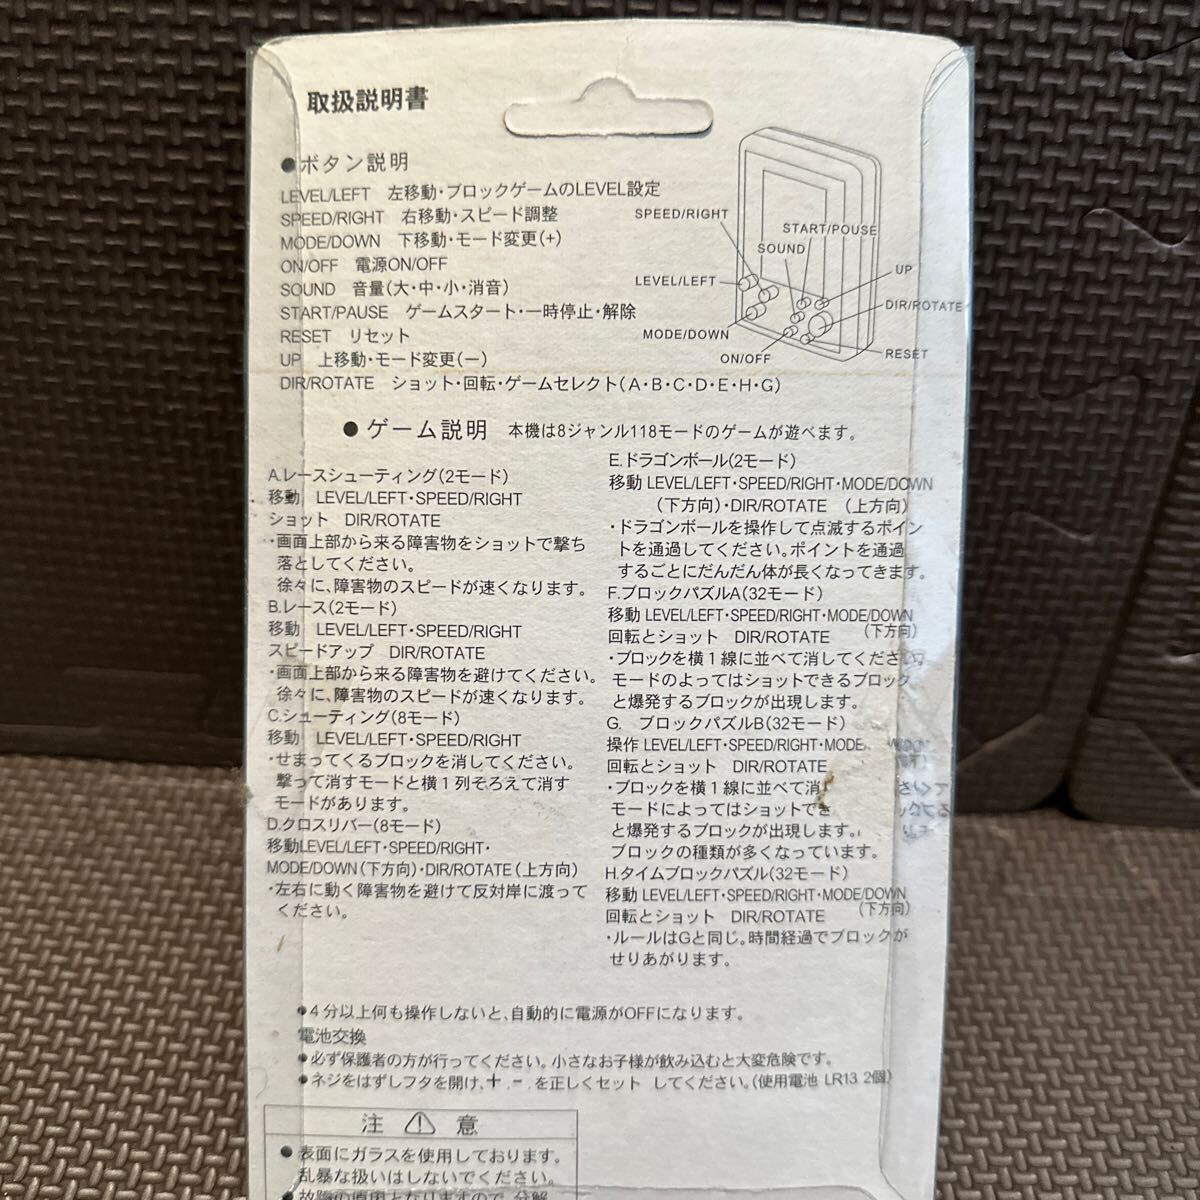 取扱説明書
●ボタン説明
LEVEL/LEFT 左移動・ブロックゲームのLEVEL設定
SPEED/RIGHT 右移動・スピード調整
MODE/DOWN 下移動・モード変更(+)
ON/OFF 電源ON/OFF
SOUND 音量(大・中・小・消音)
START/PAUSE ゲームスタート・一時停止・解除
RESET リセット
UP 上移動・モード変更(ー)
DIR/ROTATE ショット・回転・ゲームセレクト(A・B・C・D・E・H・G)
SPEED/RIGHT
START/POUSE
SOUND
UP
LEVEL/LEFT
DIR/ROTATE
MODE/DOWN
ON/OFF
RESET
●ゲーム説明 本機は8ジャンル118モードのゲームが遊べます。
A.レースシューティング(2モード)
移動 LEVEL/LEFT・SPEED/RIGHT
ショット DIR/ROTATE
・画面上部から来る障害物をショットで撃ち
落としてください。
徐々に、障害物のスピードが速くなります。
B.レース(2モード)
移動 LEVEL/LEFT・SPEED/RIGHT
スピードアップ DIR/ROTATE
・画面上部から来る障害物を避けてください。
徐々に、障害物のスピードが速くなります。
C.シューティング(8モード)
移動 LEVEL/LEFT・SPEED/RIGHT
・せまってくるブロックを消してください。
撃って消すモードと横1列そろえて消す
モードがあります。
D.クロスリバー(8モード)
移動LEVEL/LEFT・SPEED/RIGHT・
MODE/DOWN(下方向)・DIR/ROTATE(上方向)
・左右に動く障害物を避けて反対岸に渡って
ください。
E.ドラゴンボール(2モード)
移動 LEVEL/LEFT・SPEED/RIGHT・MODE/DOWN
(下方向)・DIR/ROTATE (上方向)
・ドラゴンボールを操作して点滅するポイン
トを通過してください。ポイントを通過
するごとにだんだん体が長くなってきます。
F.ブロックパズルA(32モード)
移動 LEVEL/LEFT・SPEED/RIGHT・MODE/DOWN
回転とショット DIR/ROTATE (下方向)
・ブロックを横1線に並べて消してください。
モードのよってはショットできるブロック
と爆発するブロックが出現します。
G. ブロックパズルB(32モード)
操作 LEVEL/LEFT・SPEED/RIGHT・MODE
回転とショット DIR/ROTATE
・ブロックを横1線に並べて消
モードによってはショットでき
と爆発するブロックが出現します。
ブロックの種類が多くなっています。
H.タイムブロックパズル(32モード)
移動 LEVEL/LEFT・SPEED/RIGHT・MODE/DOWN
回転とショット DIR/ROTATE (下方向)
・ルールはGと同じ。時間経過でブロックが
せりあがります。
●4分以上何も操作しないと、自動的に電源がOFFになります。
電池交換
●必ず保護者の方が行ってください。小さなお子様が飲み込むと大変危険です。
●ネジをはずしフタを開け、+.-.を正しくセット してください。(使用電池 LR13 2個)
注⚠意
●表面にガラスを使用しております。
乱暴な扱いはしないでください。
●故障の原因となりますので、分解